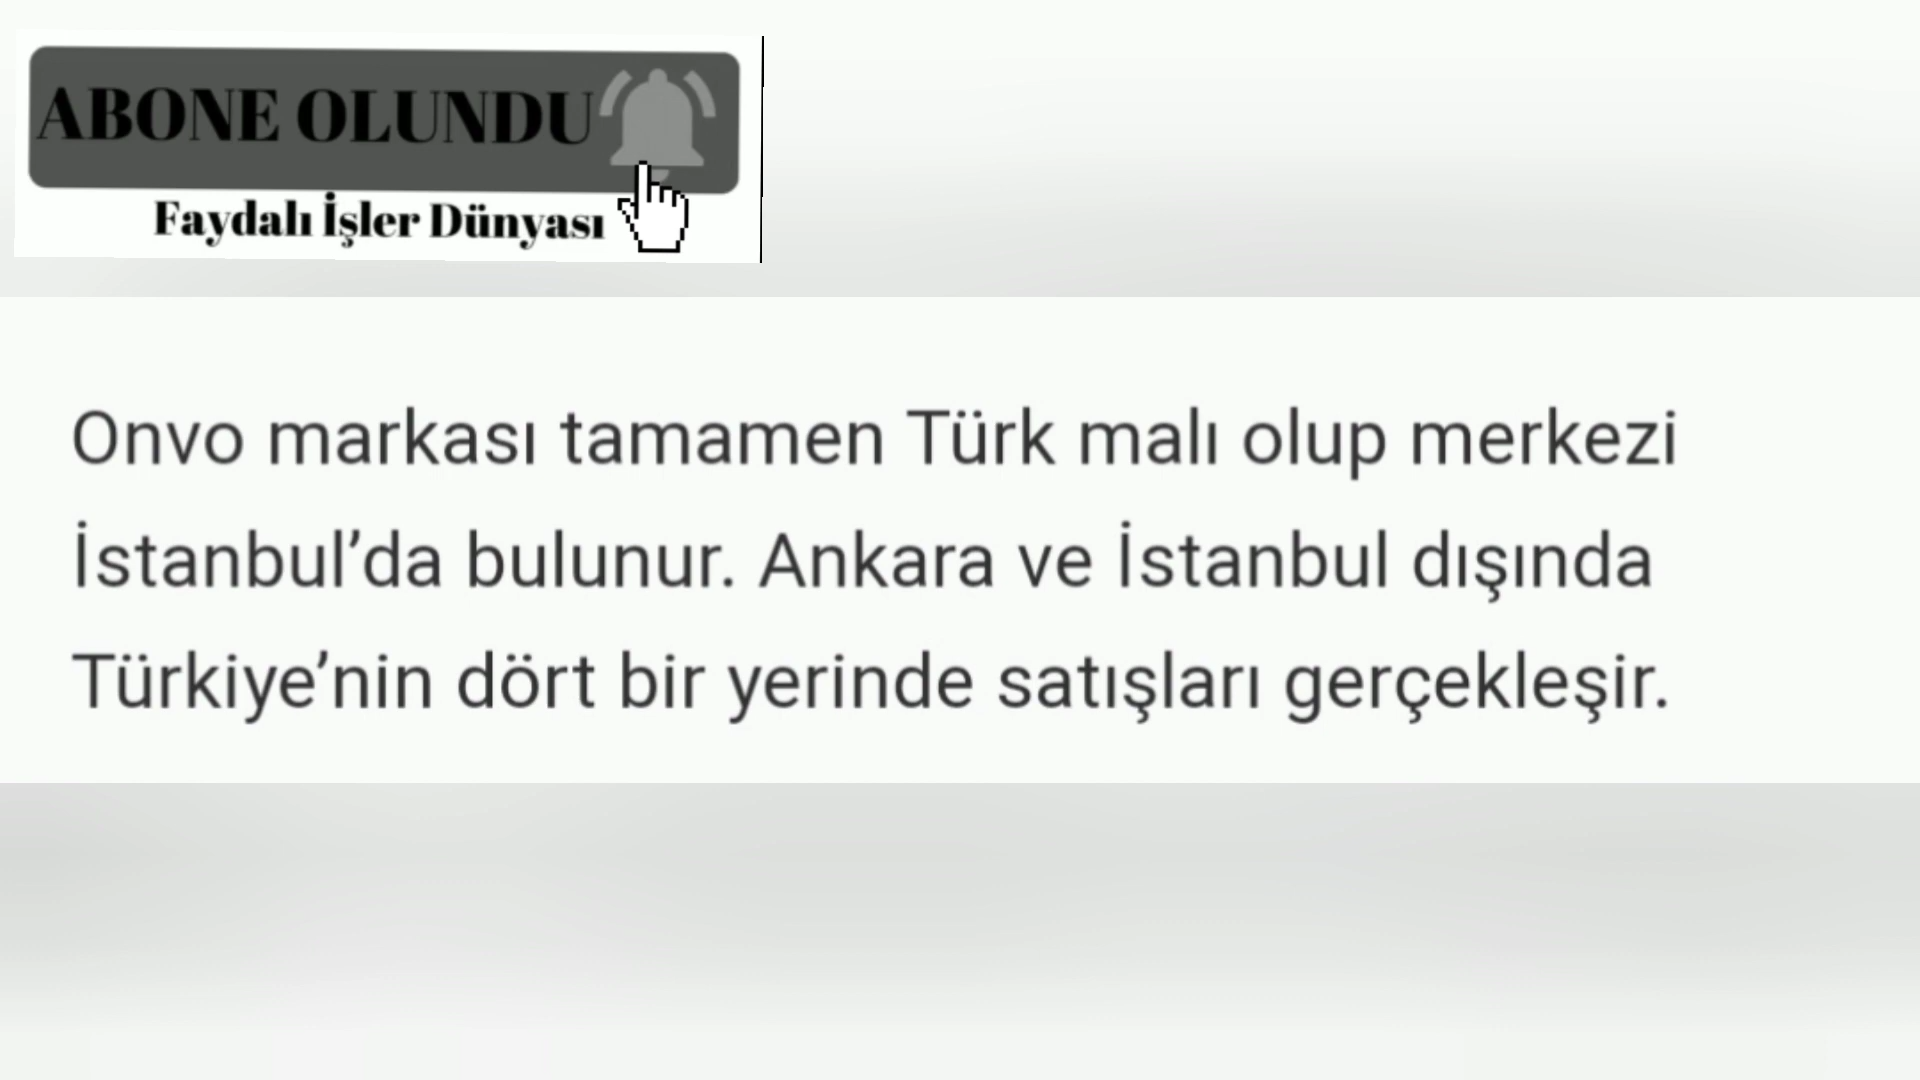 ABONE OLUNDU
Faydalı İşler Dünyası
Onvo markası tamamen Türk malı olup merkezi
İstanbul’da bulunur. Ankara ve İstanbul dışında
Türkiye’nin dört bir yerinde satışları gerçekleşir.